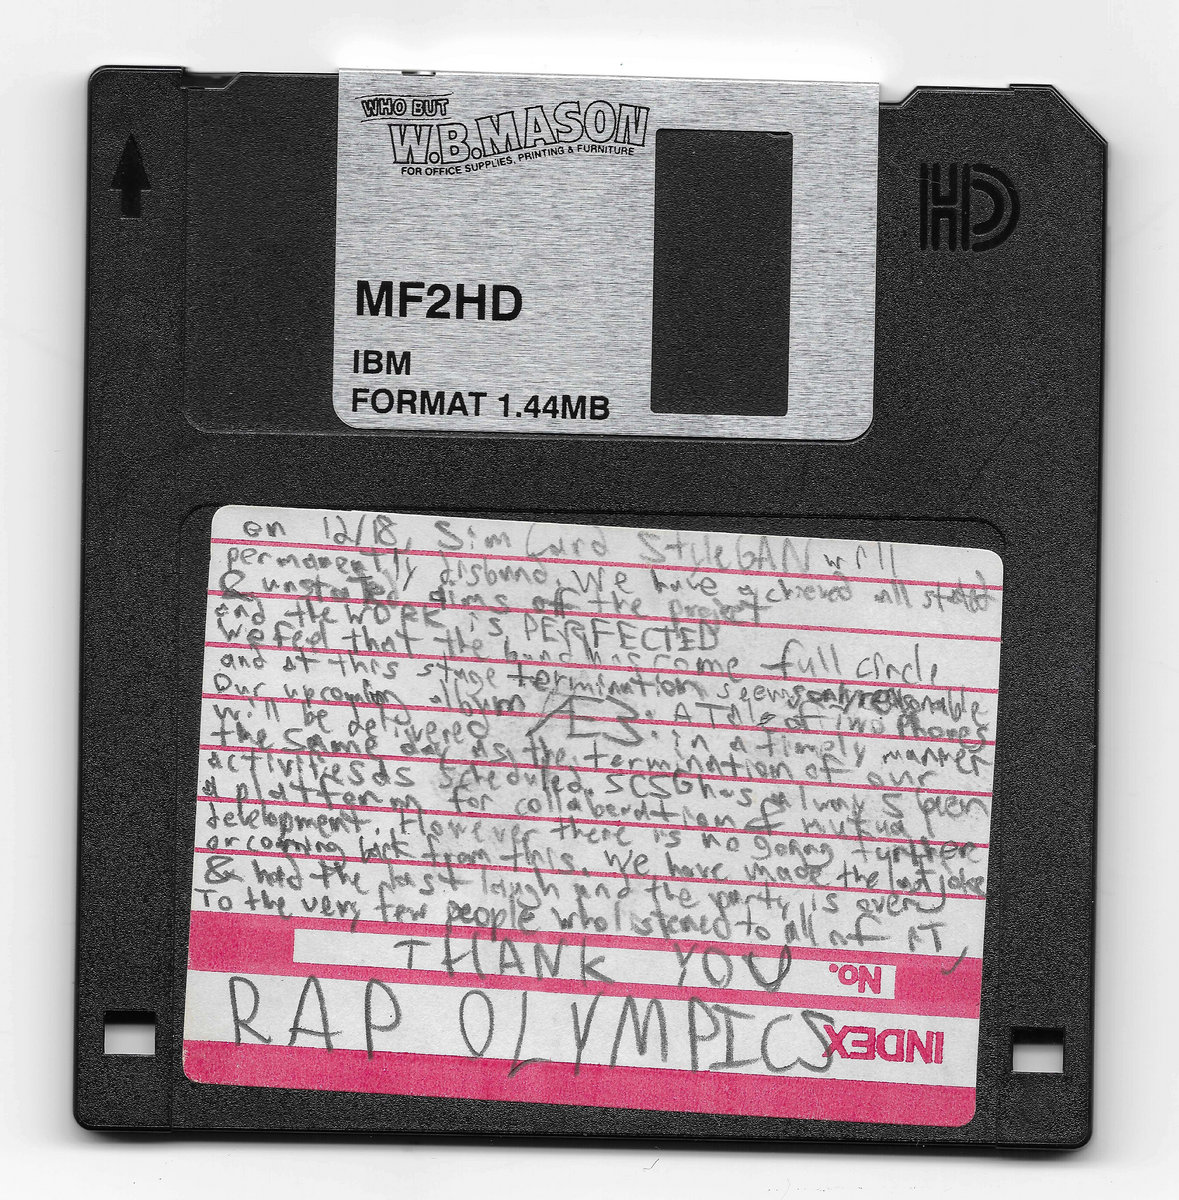 WHO BUT
W.B.MASON
FOR OFFICE SUPPLIES, PRINTING & FURNITURE
HD
MF2HD
IBM
FORMAT 1.44MB
on 12/18, Sim Card StyleGAN will
permanently disband. We have achieved all stated
& unstated aims of the project
and the WORK is PERFECTED
We feel that the band has come full circle
and at this stage termination seems only reasonable
Our upcoming album E3: A Tale of Two Phones
will be delivered in a timely manner
the same day as the termination of our
activities as scheduled. SCSG has always been
a platform for collaboration & mutual
development. However there is no going further
or coming back from this. We have made the last joke
& had the last laugh and the party is over
To the very few people who listened to all of it,
THANK YOU
No.
RAP OLYMPICS
INDEX